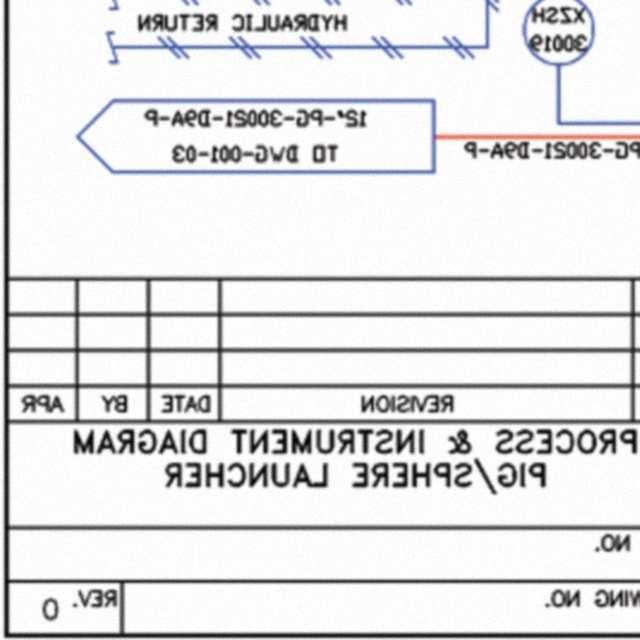 HYDRAULIC RETURN
XZSH
30019
12"-PG-30021-D9A-P
TO DWG-001-03
PG-30021-D9A-P
REVISION DATE BY APR
PROCESS & INSTRUMENT DIAGRAM
PIG/SPHERE LAUNCHER
NO.
WING NO. REV. 0